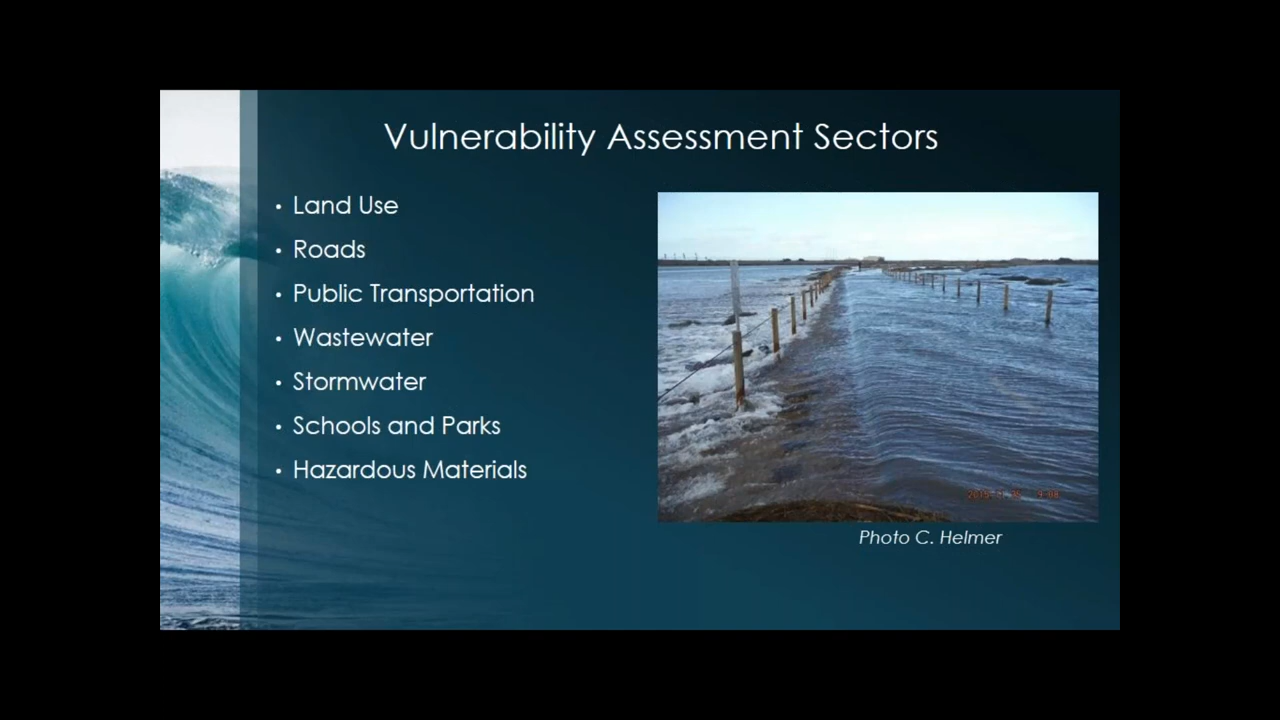 Vulnerability Assessment Sectors
• Land Use
• Roads
• Public Transportation
• Wastewater
• Stormwater
• Schools and Parks
• Hazardous Materials
Photo C. Helmer